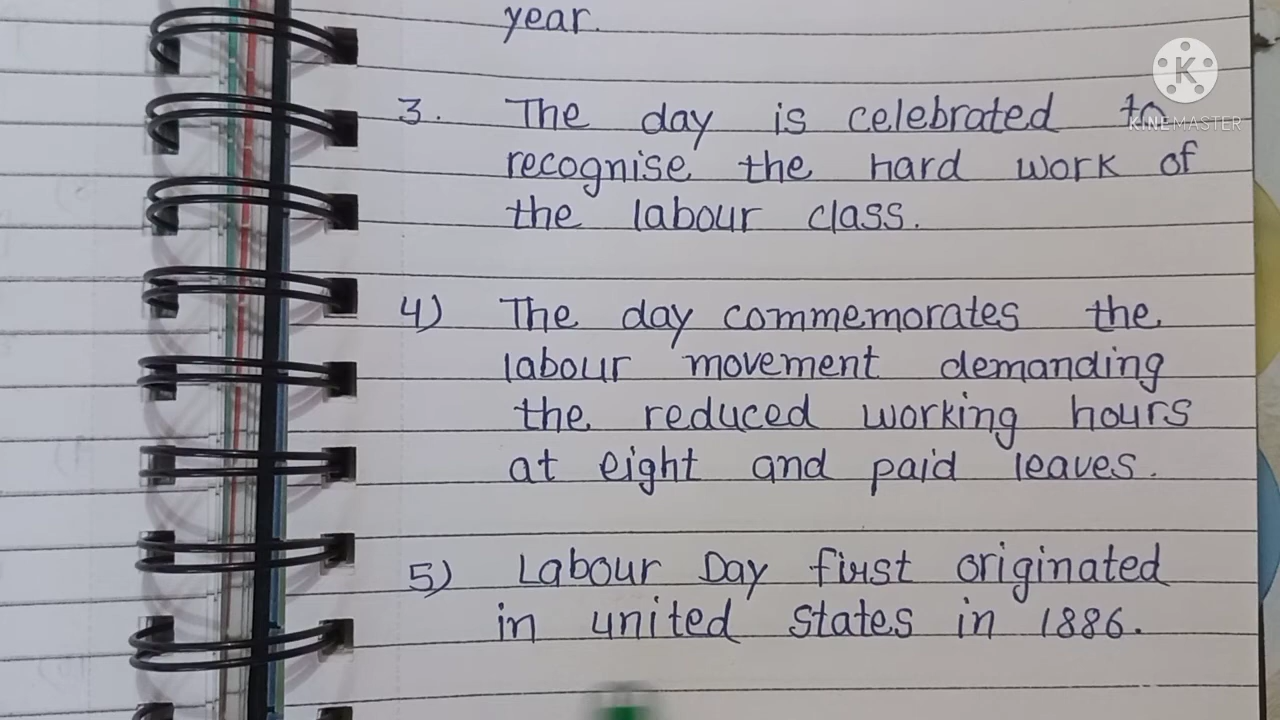 year.
3. The day is celebrated to
recognise the hard work of
the labour class.
4) The day commemorates the
labour movement demanding
the reduced working hours
at eight and paid leaves.
5) Labour Day first originated
in united states in 1886.
K
KINEMASTER